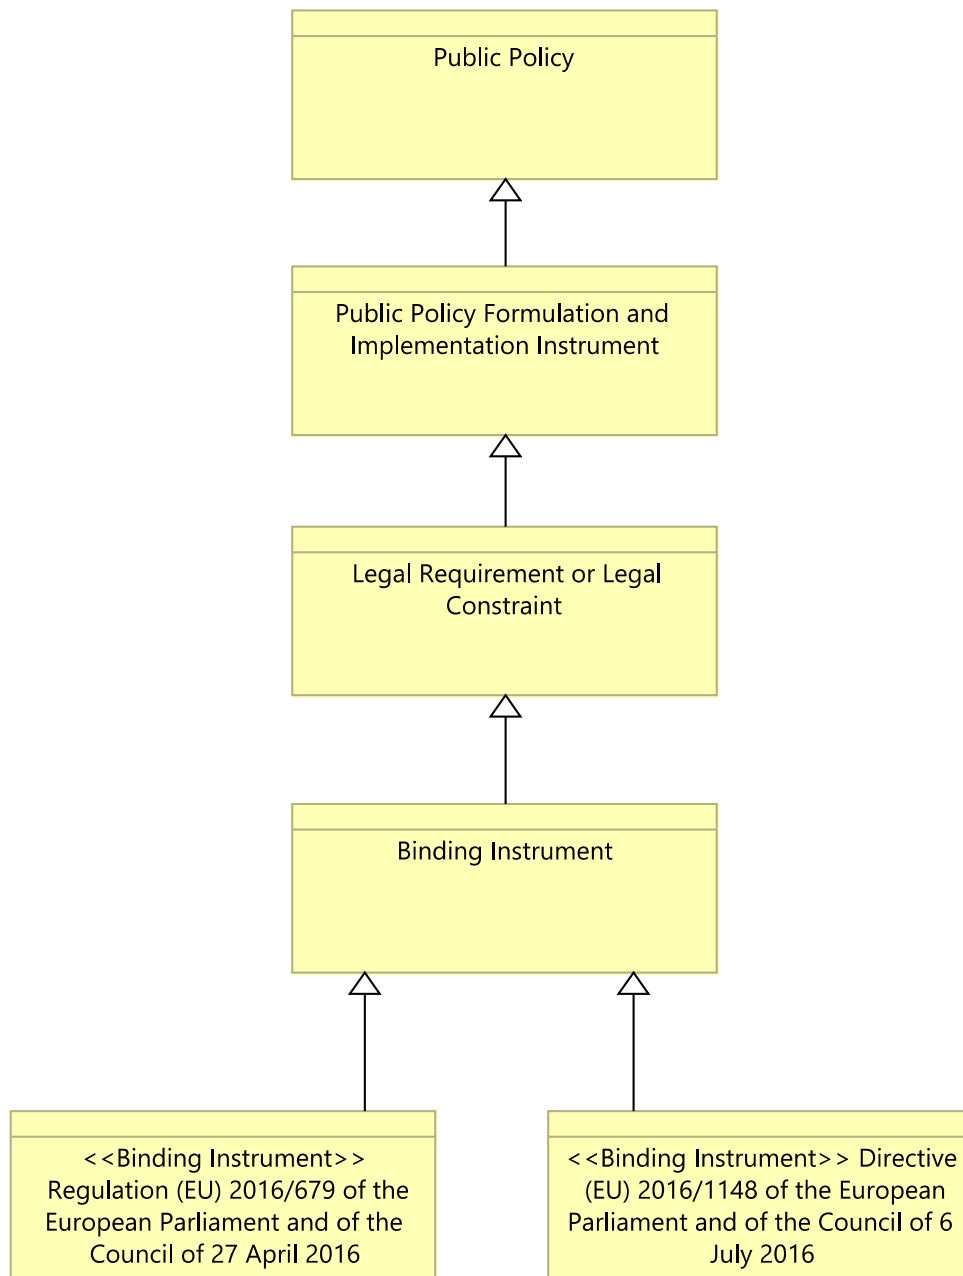 Public Policy
Public Policy Formulation and
Implementation Instrument
Legal Requirement or Legal
Constraint
Binding Instrument
<<Binding Instrument>>
Regulation (EU) 2016/679 of the
European Parliament and of the
Council of 27 April 2016
<<Binding Instrument>> Directive
(EU) 2016/1148 of the European
Parliament and of the Council of 6
July 2016